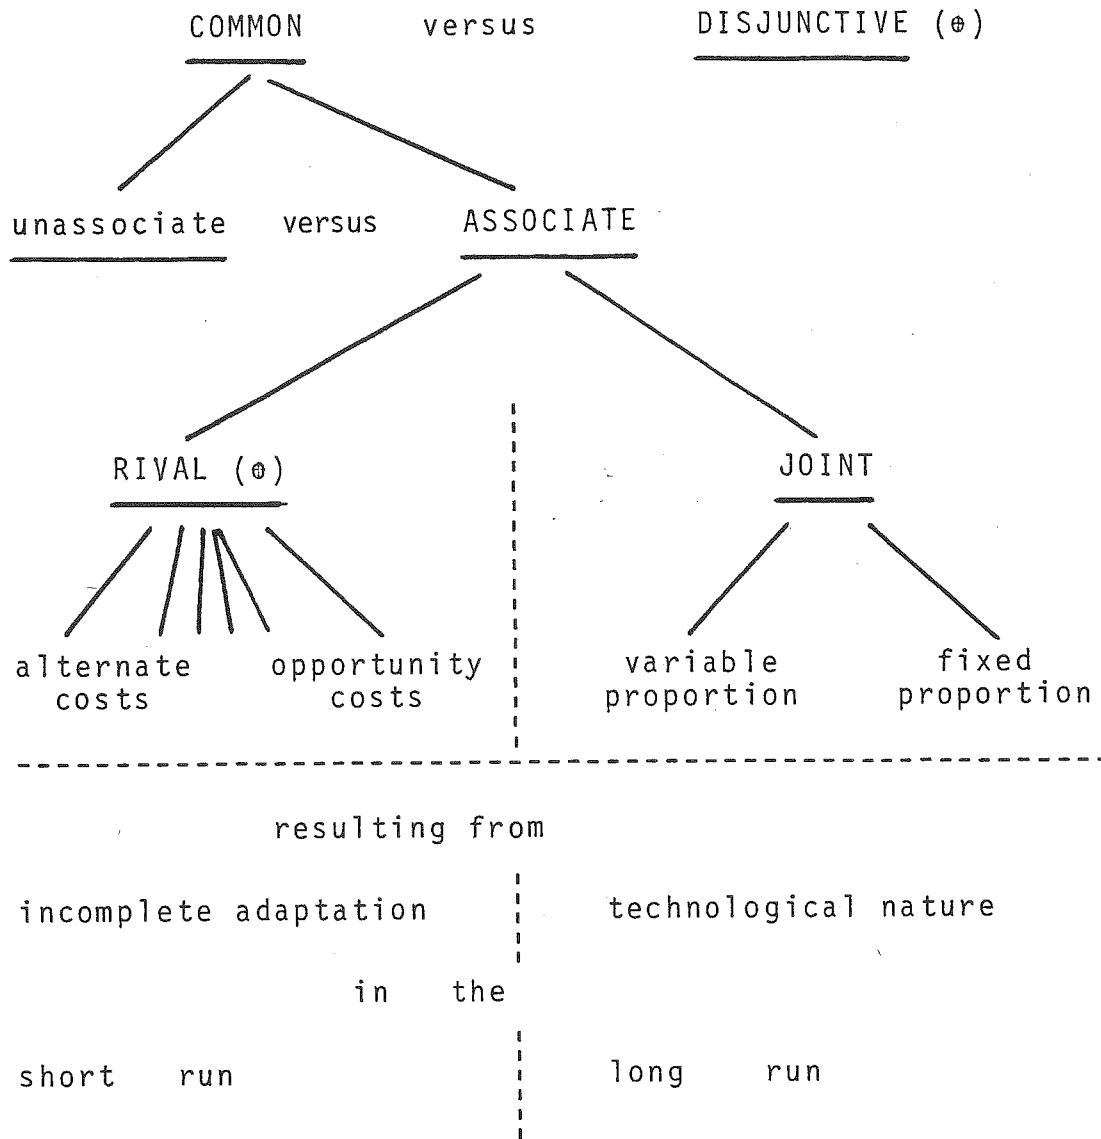 COMMON versus DISJUNCTIVE (⊕)
unassociate versus ASSOCIATE
RIVAL (⊕) JOINT
alternate costs
opportunity costs
variable proportion
fixed proportion
resulting from
incomplete adaptation technological nature
in the
short run long run